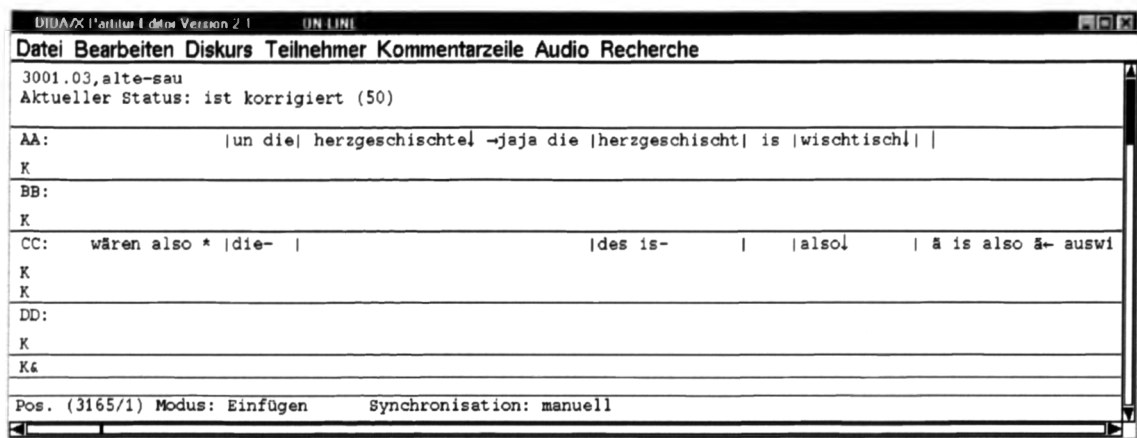 DIDA/X Partitur Editor Version 2.1 ON-LINE
Datei Bearbeiten Diskurs Teilnehmer Kommentarzeile Audio Recherche
3001.03,alte-sau
Aktueller Status: ist korrigiert (50)
AA: |un die| herzgeschischte↓ →jaja die |herzgeschischt| is |wischtisch↓| |
K
BB:
K
CC: wären also * |die- | |des is- | |also↓ | ā is also ā← auswi
K
K
DD:
K
K&
Pos. (3165/1) Modus: Einfügen Synchronisation: manuell